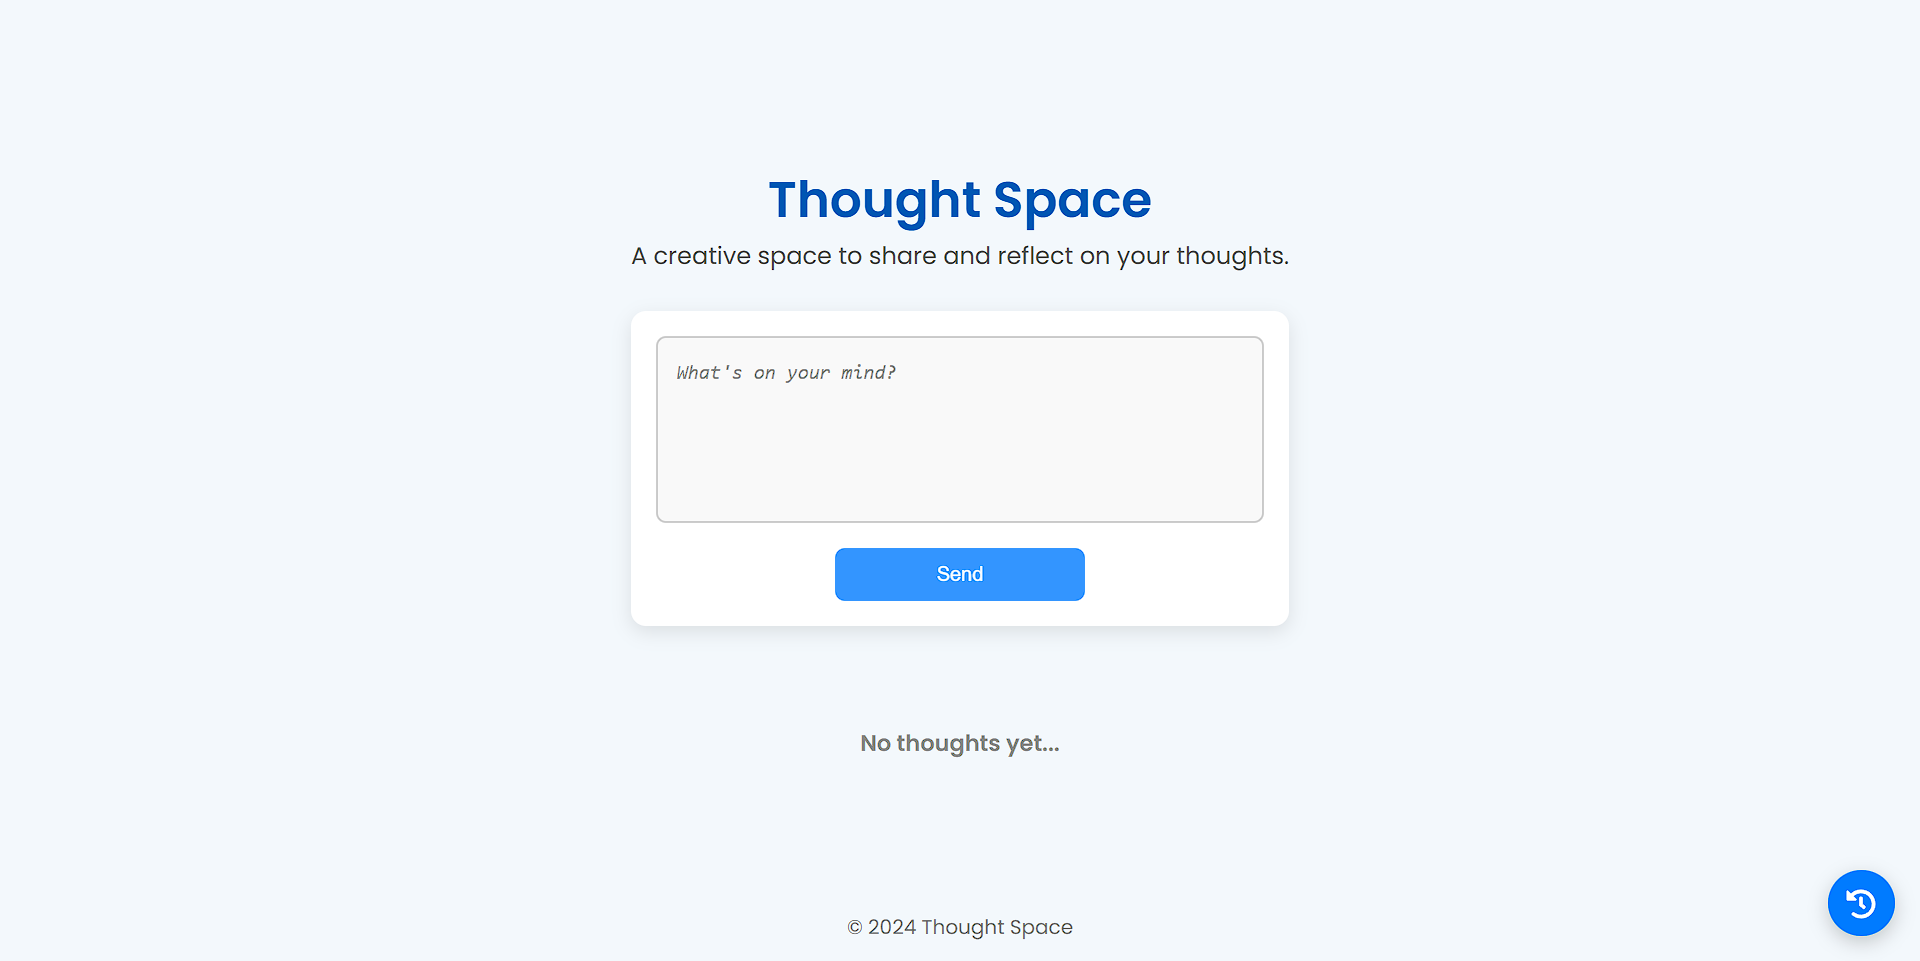 Thought Space
A creative space to share and reflect on your thoughts.
What's on your mind?
Send
No thoughts yet...
© 2024 Thought Space